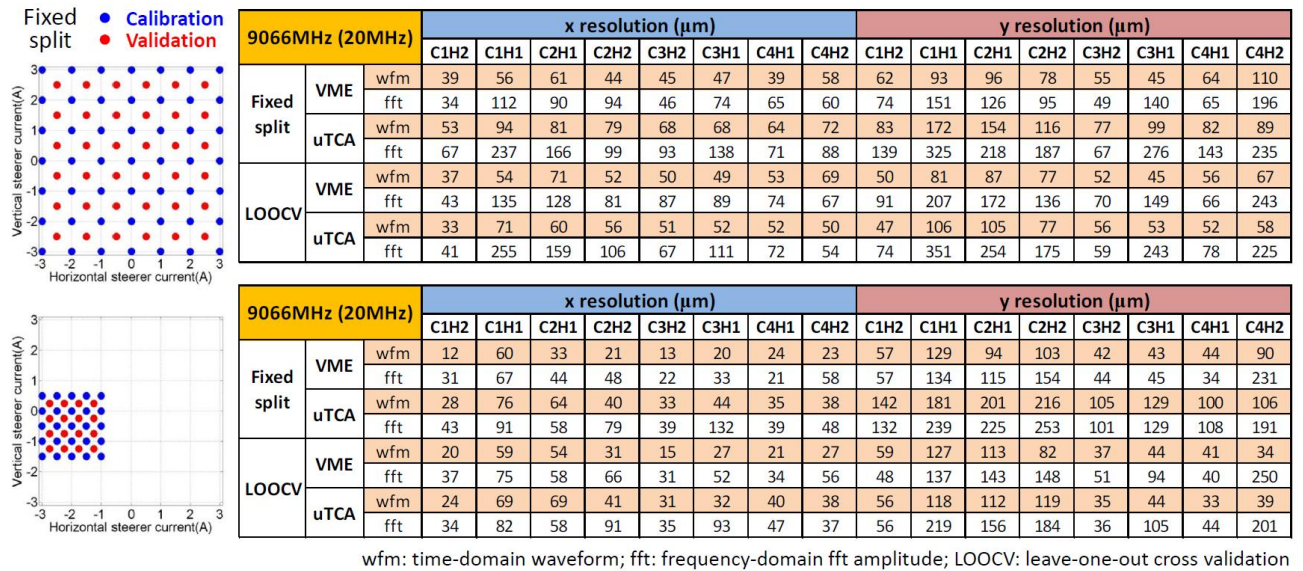 Fixed split
Calibration
Validation
Vertical steerer current(A)
3
2
1
0
-1
-2
-3
-3 -2 -1 0 1 2 3
Horizontal steerer current(A)
9066MHz (20MHz) x resolution (μm) y resolution (μm)
C1H2 C1H1 C2H1 C2H2 C3H2 C3H1 C4H1 C4H2 C1H2 C1H1 C2H1 C2H2 C3H2 C3H1 C4H1 C4H2
Fixed split VME wfm 39 56 61 44 45 47 39 58 62 93 96 78 55 45 64 110
fft 34 112 90 94 46 74 65 60 74 151 126 95 49 140 65 196
uTCA wfm 53 94 81 79 68 68 64 72 83 172 154 116 77 99 82 89
fft 67 237 166 99 93 138 71 88 139 325 218 187 67 276 143 235
LOOCV VME wfm 37 54 71 52 50 49 53 69 50 81 87 77 52 45 56 67
fft 43 135 128 81 87 89 74 67 91 207 172 136 70 149 66 243
uTCA wfm 33 71 60 56 51 52 52 50 47 106 105 77 56 53 52 58
fft 41 255 159 106 67 111 72 54 74 351 254 175 59 243 78 225
Vertical steerer current(A)
3
2
1
0
-1
-2
-3
-3 -2 -1 0 1 2 3
Horizontal steerer current(A)
9066MHz (20MHz) x resolution (μm) y resolution (μm)
C1H2 C1H1 C2H1 C2H2 C3H2 C3H1 C4H1 C4H2 C1H2 C1H1 C2H1 C2H2 C3H2 C3H1 C4H1 C4H2
Fixed split VME wfm 12 60 33 21 13 20 24 23 57 129 94 103 42 43 44 90
fft 31 67 44 48 22 33 21 58 57 134 115 154 44 45 34 231
uTCA wfm 28 76 64 40 33 44 35 38 142 181 201 216 105 129 100 106
fft 43 91 58 79 39 132 39 48 132 239 225 253 101 129 108 191
LOOCV VME wfm 20 59 54 31 15 27 21 27 59 127 113 82 37 44 41 34
fft 37 75 58 66 31 52 34 56 48 137 143 148 51 94 40 250
uTCA wfm 24 69 69 41 31 32 40 38 56 118 112 119 35 44 33 39
fft 34 82 58 91 35 93 47 37 56 219 156 184 36 105 44 201
wfm: time-domain waveform; fft: frequency-domain fft amplitude; LOOCV: leave-one-out cross validation